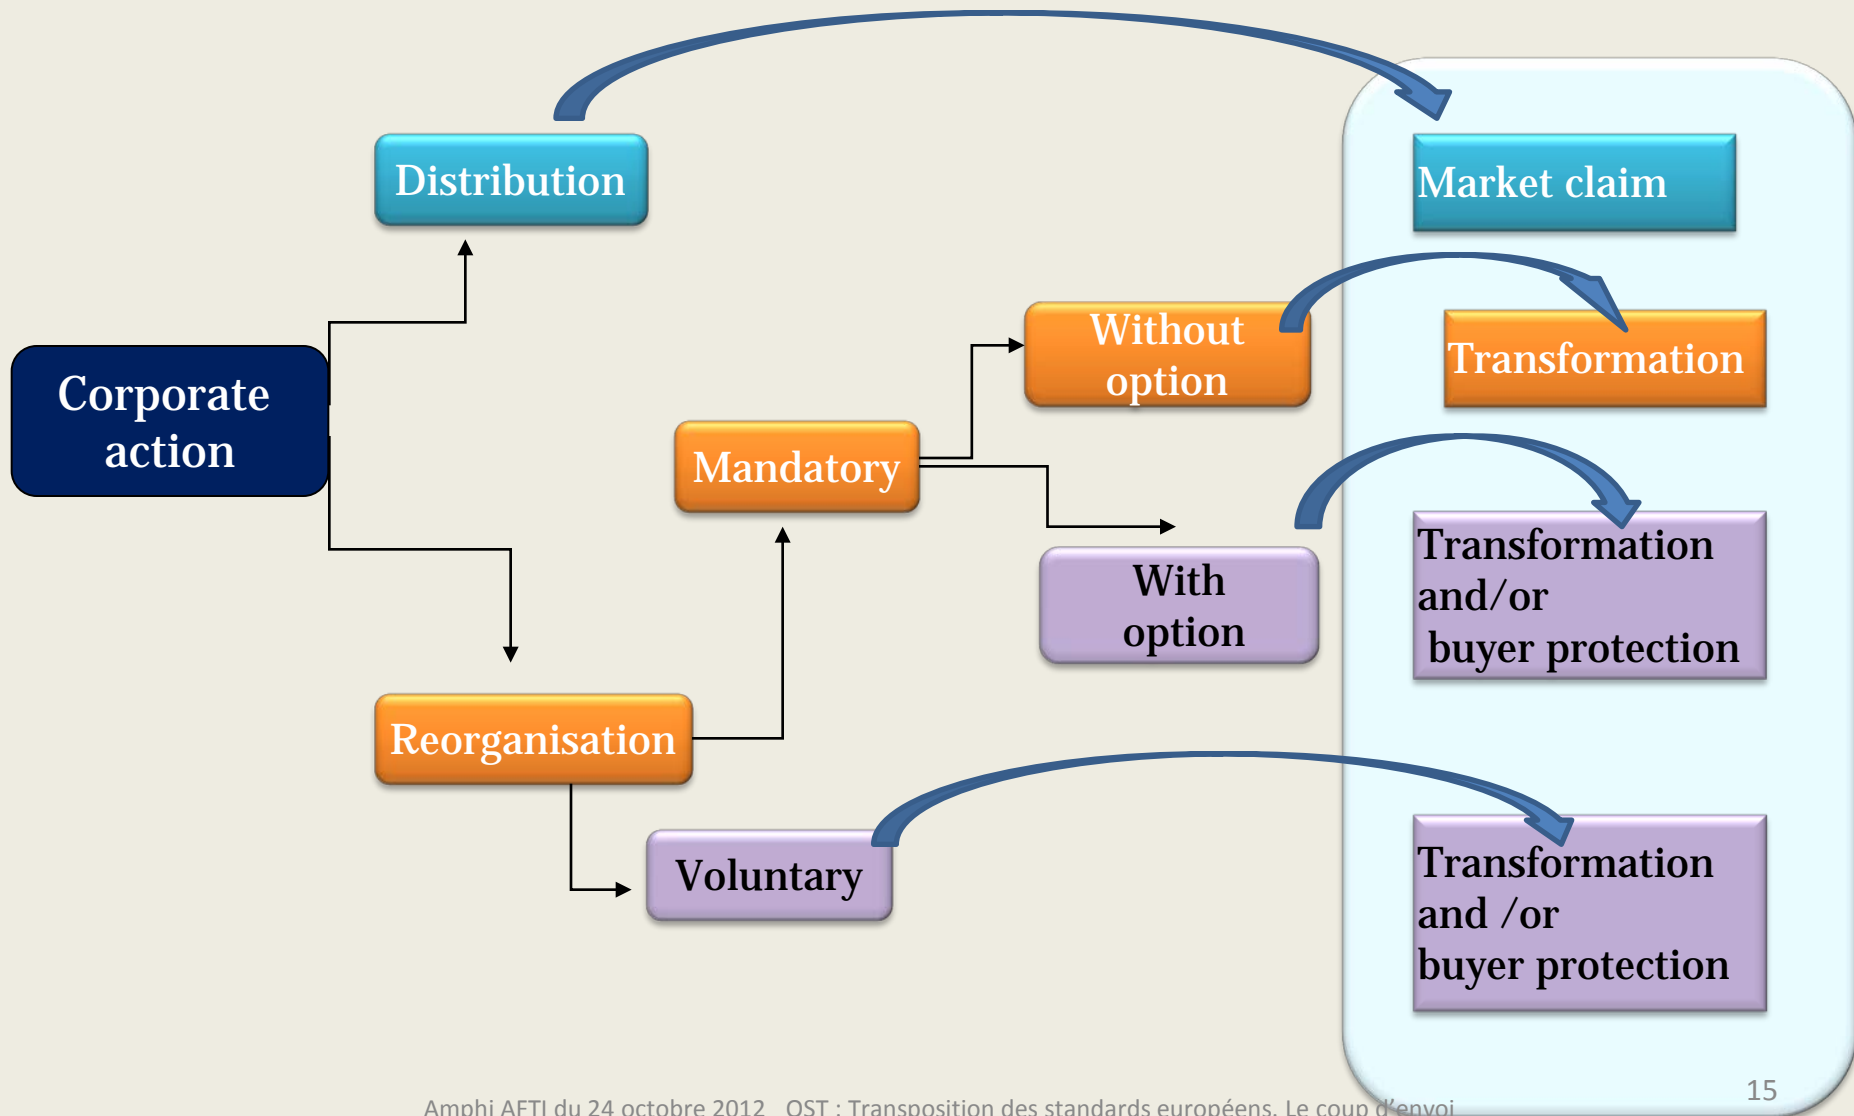 Distribution
Market claim
Corporate
action
Without
option
Transformation
Mandatory
With
option
Transformation
and/or
buyer protection
Reorganisation
Voluntary
Transformation
and /or
buyer protection
Amphi AFTI du 24 octobre 2012 OST : Transposition des standards européens. Le coup d'envoi
15